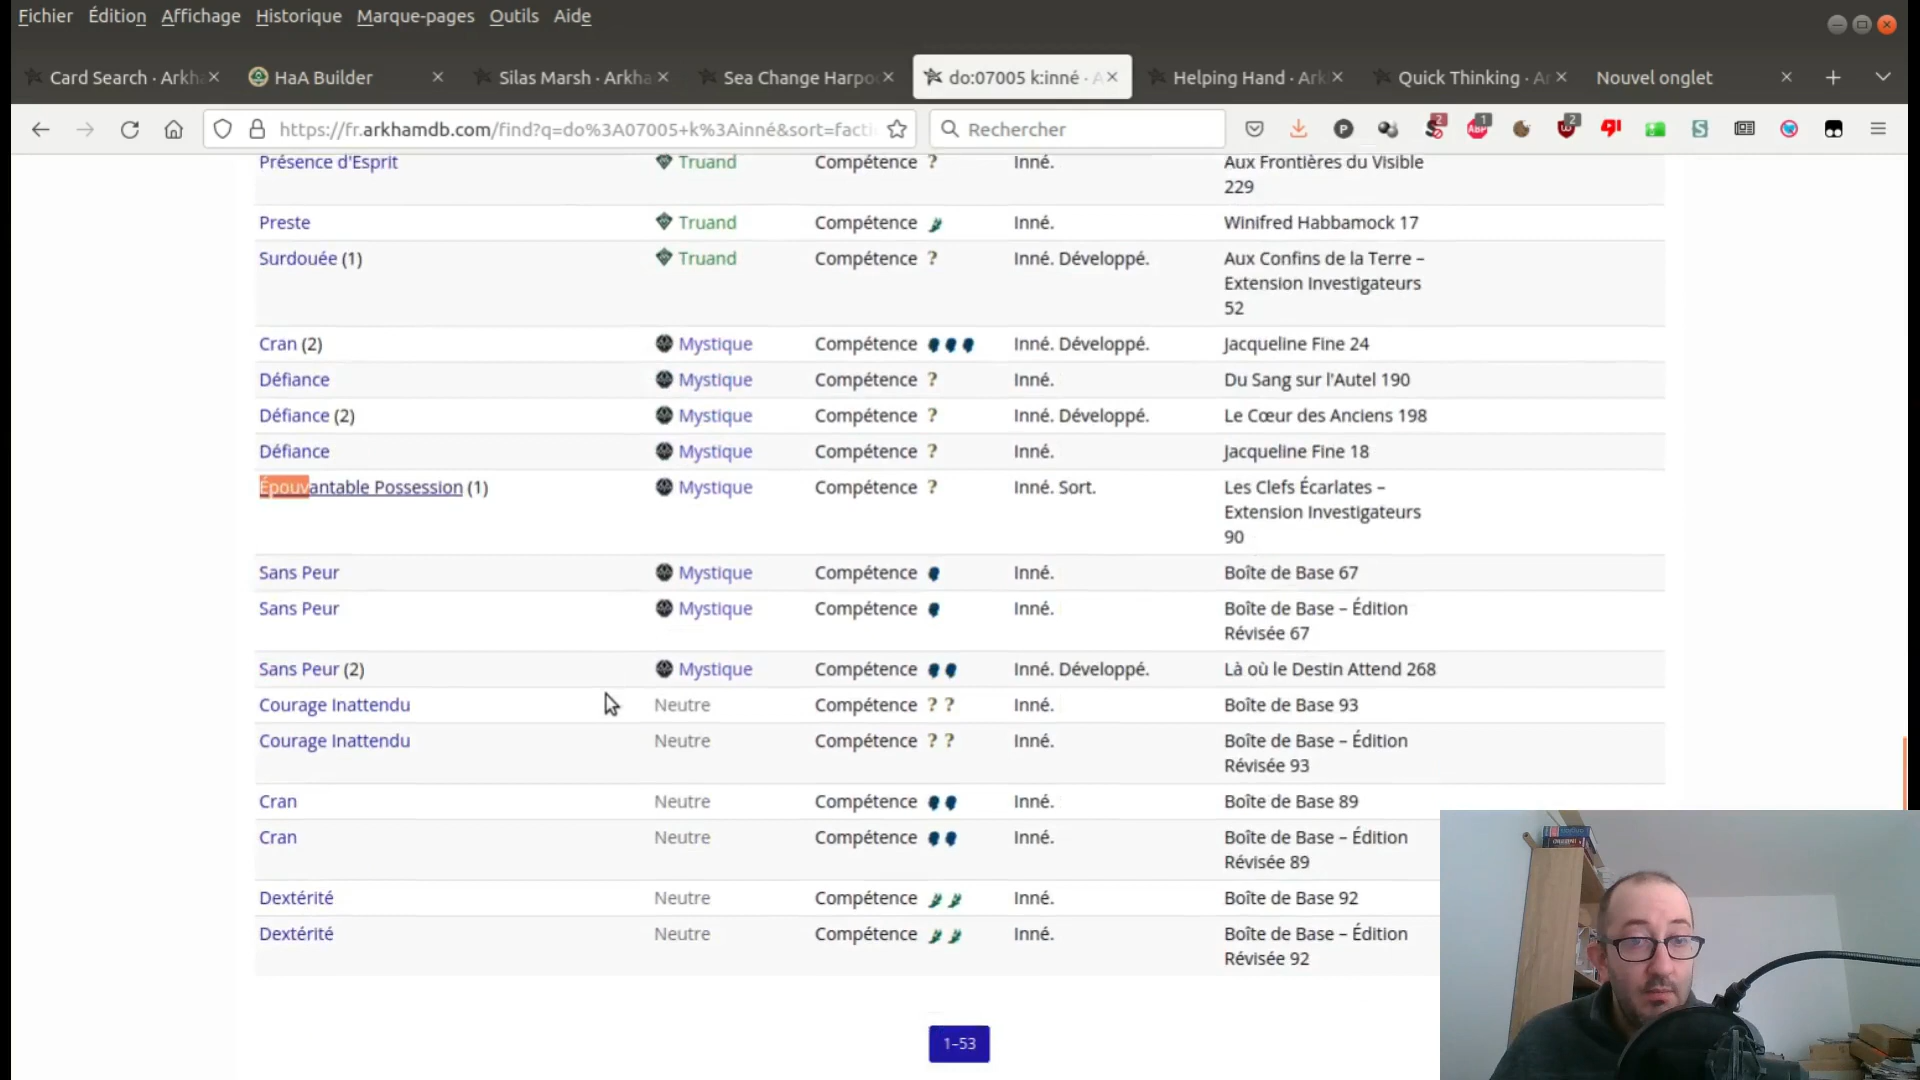 Fichier Édition Affichage Historique Marque-pages Outils Aide
Card Search · Arkh HaA Builder Silas Marsh · Arkha Sea Change Harpo do:07005 k:inné · A Helping Hand · Ark Quick Thinking · Ar Nouvel onglet
https://fr.arkhamdb.com/find?q=do%3A07005+k%3Ainné&sort=facti Rechercher
Présence d'Esprit Truand Compétence ? Inné. Aux Frontières du Visible
229
Preste Truand Compétence Inné. Winifred Habbamock 17
Surdouée (1) Truand Compétence ? Inné. Développé. Aux Confins de la Terre –
Extension Investigateurs
52
Cran (2) Mystique Compétence Inné. Développé. Jacqueline Fine 24
Défiance Mystique Compétence ? Inné. Du Sang sur l'Autel 190
Défiance (2) Mystique Compétence ? Inné. Développé. Le Cœur des Anciens 198
Défiance Mystique Compétence ? Inné. Jacqueline Fine 18
Épouvantable Possession (1) Mystique Compétence ? Inné. Sort. Les Clefs Écarlates –
Extension Investigateurs
90
Sans Peur Mystique Compétence Inné. Boîte de Base 67
Sans Peur Mystique Compétence Inné. Boîte de Base – Édition
Révisée 67
Sans Peur (2) Mystique Compétence Inné. Développé. Là où le Destin Attend 268
Courage Inattendu Neutre Compétence ? ? Inné. Boîte de Base 93
Courage Inattendu Neutre Compétence ? ? Inné. Boîte de Base – Édition
Révisée 93
Cran Neutre Compétence Inné. Boîte de Base 89
Cran Neutre Compétence Inné. Boîte de Base – Édition
Révisée 89
Dextérité Neutre Compétence Inné. Boîte de Base 92
Dextérité Neutre Compétence Inné. Boîte de Base – Édition
Révisée 92
1–53